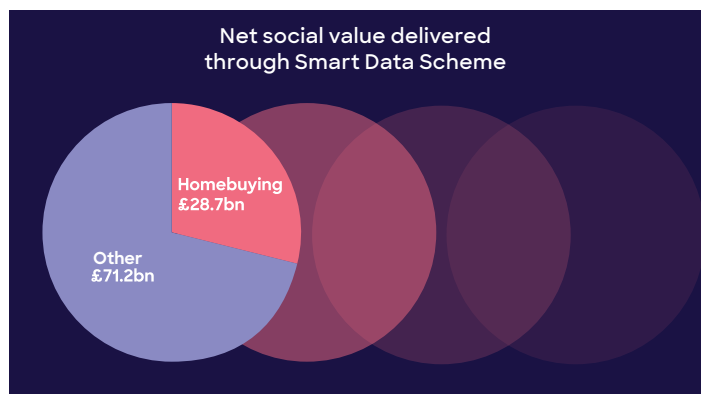 Net social value delivered
through Smart Data Scheme
Homebuying
£28.7bn
Other
£71.2bn